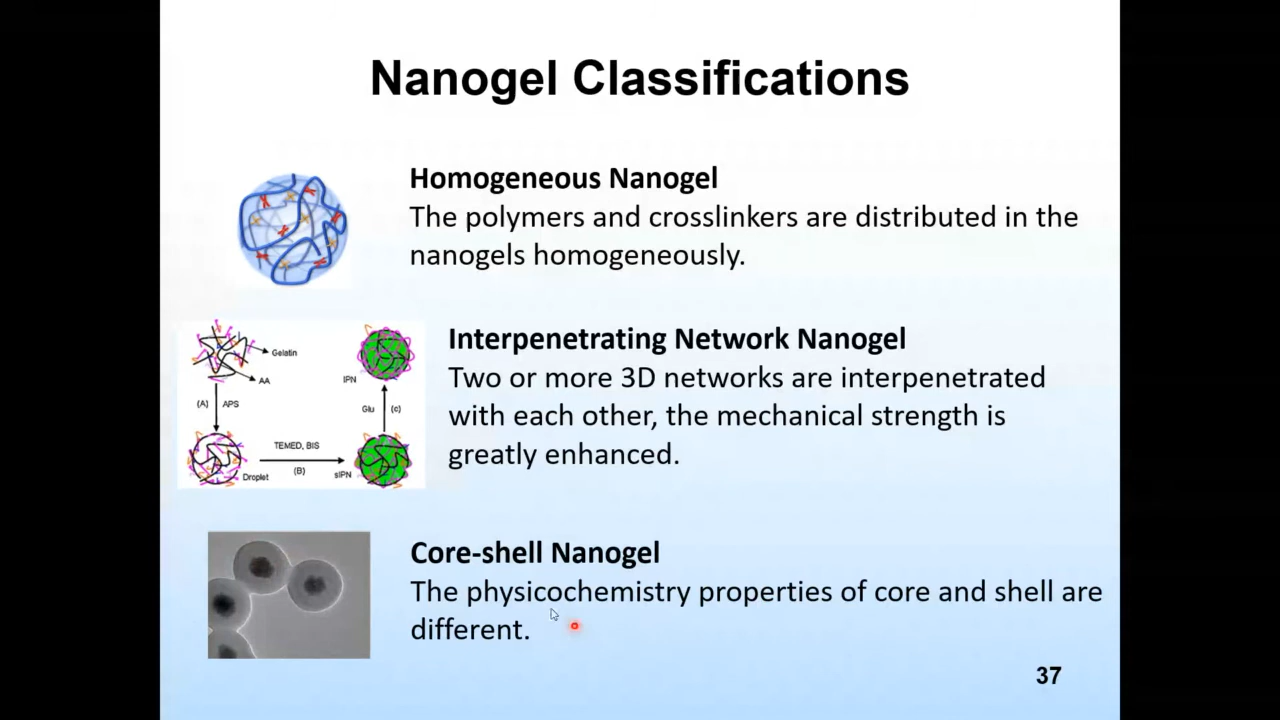 Nanogel Classifications
Homogeneous Nanogel
The polymers and crosslinkers are distributed in the
nanogels homogeneously.
Gelatin
AA
IPN
(A) APS
Glu (c)
TEMED, BIS
(B)
Droplet
sIPN
Interpenetrating Network Nanogel
Two or more 3D networks are interpenetrated
with each other, the mechanical strength is
greatly enhanced.
Core-shell Nanogel
The physicochemistry properties of core and shell are
different.
37